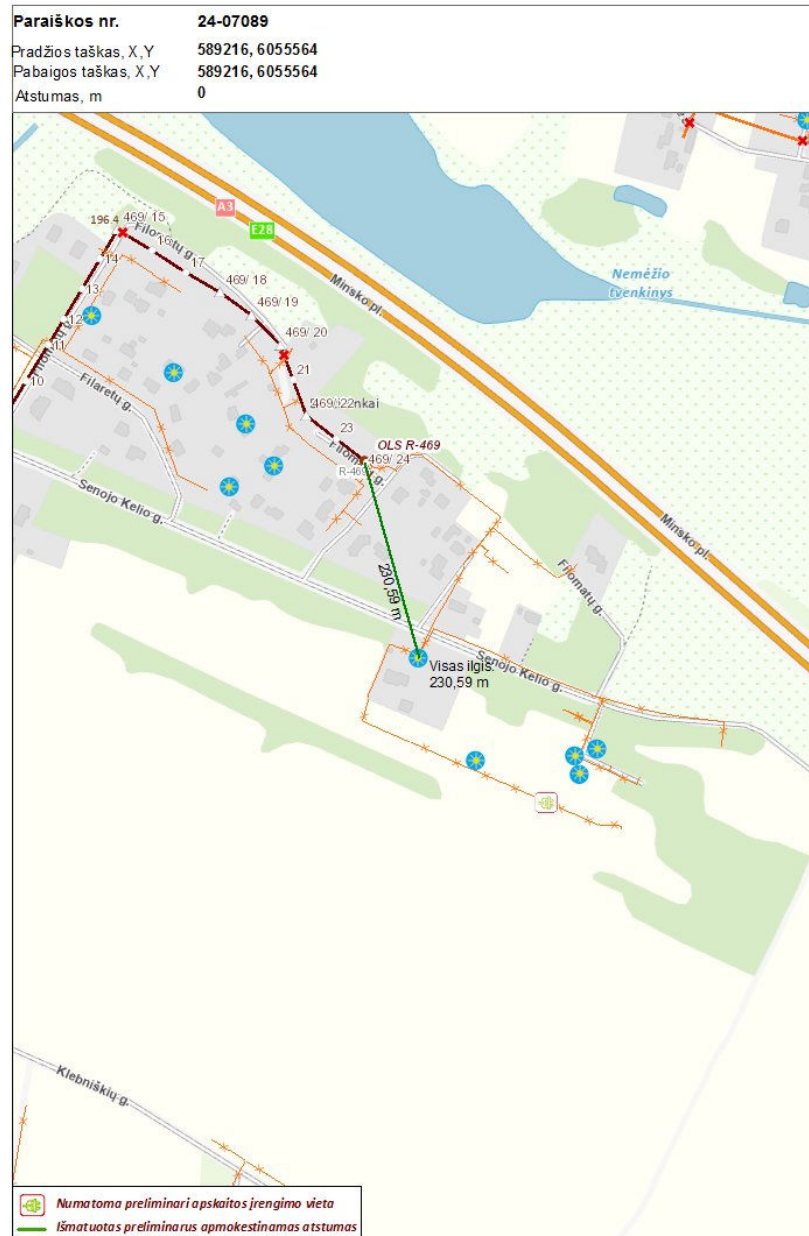 Paraiškos nr. 24-07089
Pradžios taškas, X,Y 589216, 6055564
Pabaigos taškas, X,Y 589216, 6055564
Atstumas, m 0
A3
E28
196.4
469/ 15
Filomatų g.
16
14
17
469/ 18
13
469/ 19
12
469/ 20
11
21
10
Minsko pl.
Nemėžio
tvenkinys
Filaretų g.
469/ 22
23
OLS R-469
469/ 24
R-469
Filomatų g.
Senojo Kelio g.
Minsko pl.
230,59 m
Filomatų g.
Visas ilgis:
230,59 m
Senojo Kelio g.
Klebniškių g.
Numatoma preliminari apskaitos įrengimo vieta
Išmatuotas preliminarus apmokestinamas atstumas